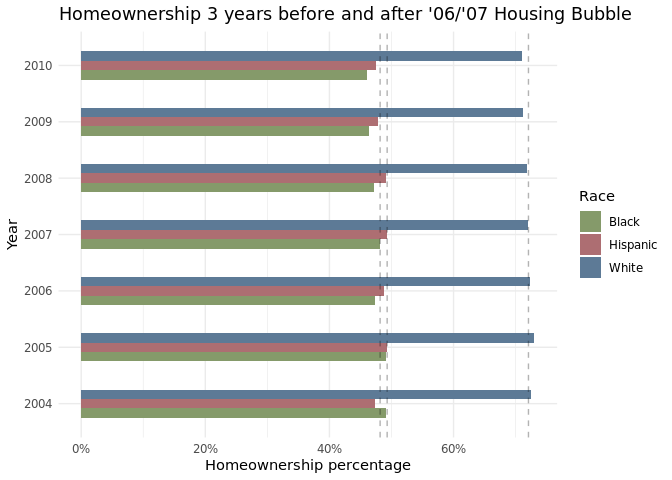 Homeownership 3 years before and after '06/'07 Housing Bubble
2010
2009
2008
2007
2006
2005
2004
Year
0%
20%
40%
60%
Homeownership percentage
Race
Black
Hispanic
White